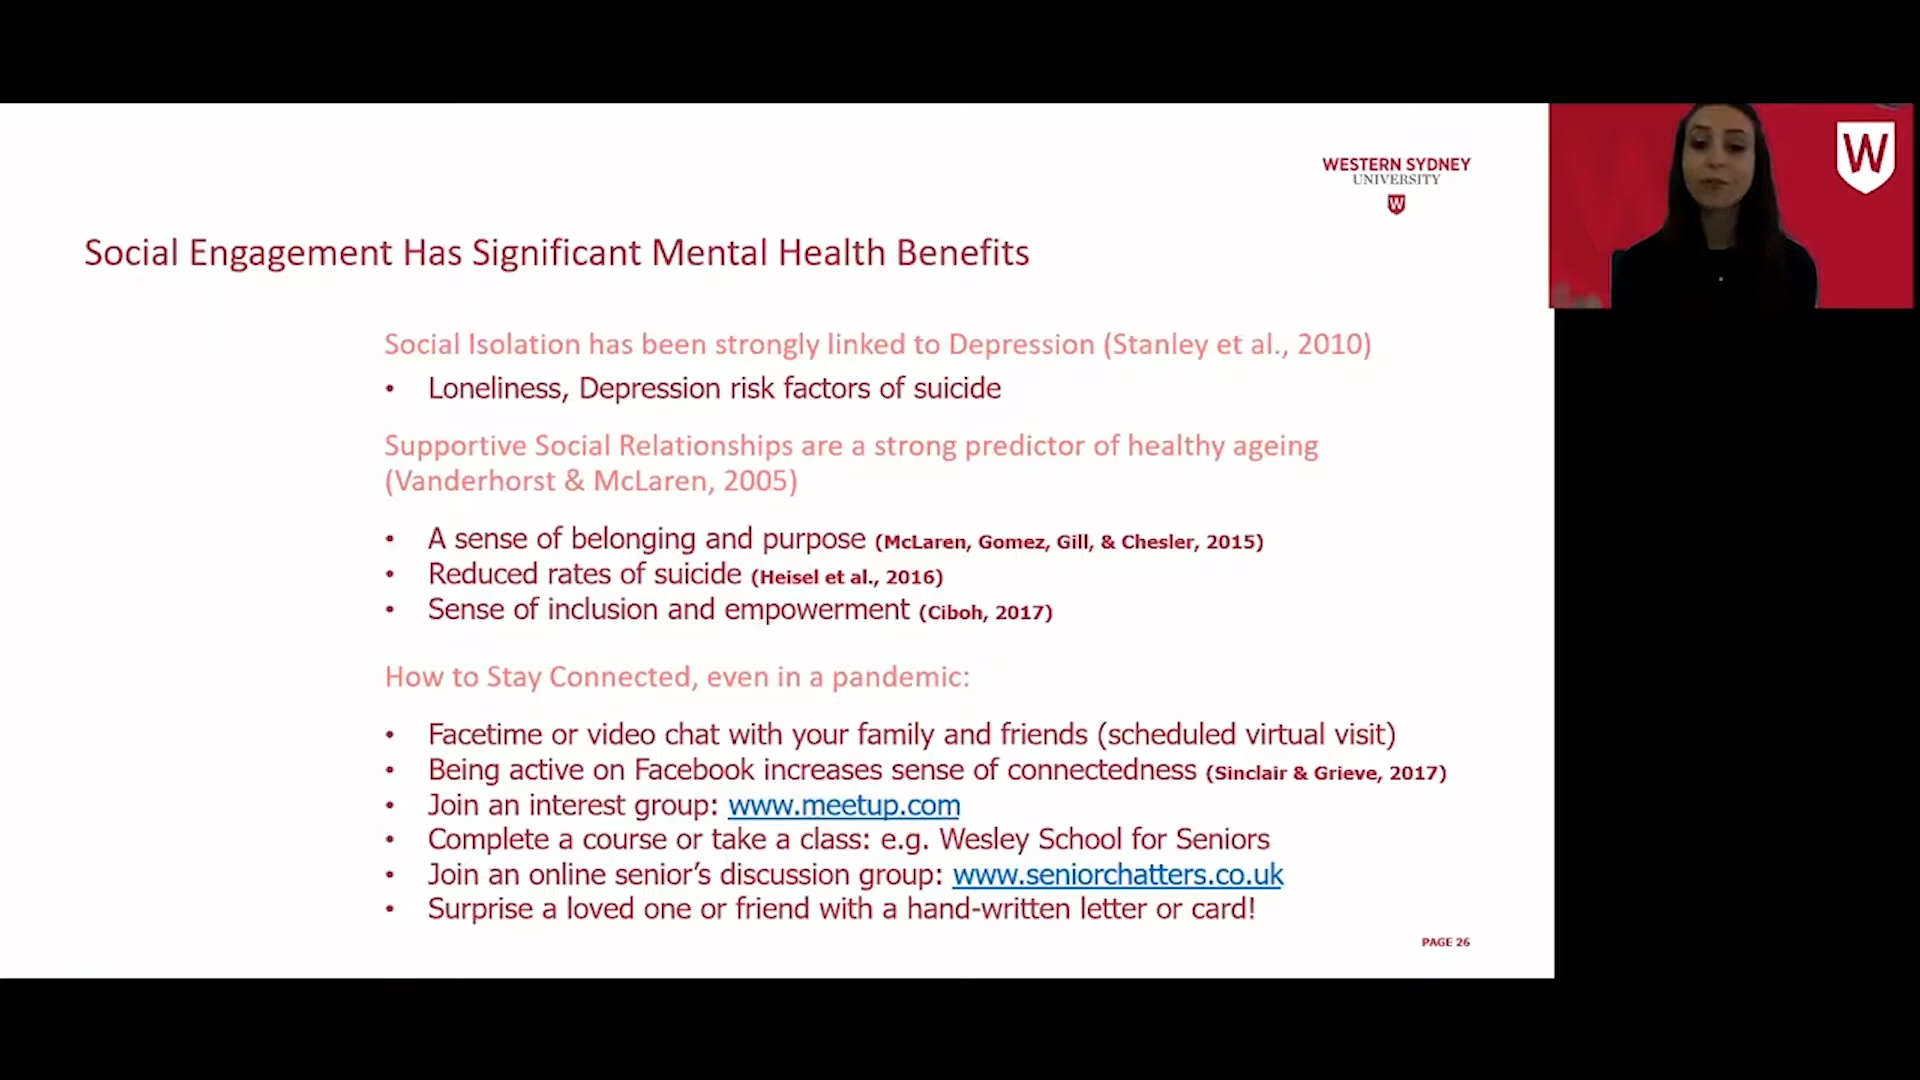 WESTERN SYDNEY
UNIVERSITY
W
W
Social Engagement Has Significant Mental Health Benefits
Social Isolation has been strongly linked to Depression (Stanley et al., 2010)
• Loneliness, Depression risk factors of suicide
Supportive Social Relationships are a strong predictor of healthy ageing
(Vanderhorst & McLaren, 2005)
• A sense of belonging and purpose (McLaren, Gomez, Gill, & Chesler, 2015)
• Reduced rates of suicide (Heisel et al., 2016)
• Sense of inclusion and empowerment (Ciboh, 2017)
How to Stay Connected, even in a pandemic:
• Facetime or video chat with your family and friends (scheduled virtual visit)
• Being active on Facebook increases sense of connectedness (Sinclair & Grieve, 2017)
• Join an interest group: www.meetup.com
• Complete a course or take a class: e.g. Wesley School for Seniors
• Join an online senior’s discussion group: www.seniorchatters.co.uk
• Surprise a loved one or friend with a hand-written letter or card!
PAGE 26